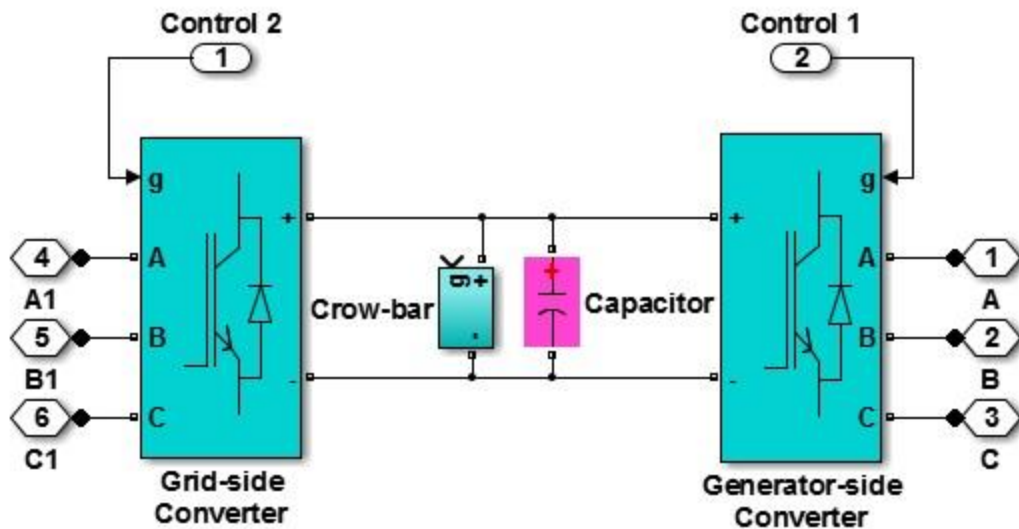 Control 2
1
Control 1
2
g
A
B
C
+
-
4
A1
5
B1
6
C1
Grid-side
Converter
Crow-bar
g
+
-
+
Capacitor
+
-
g
A
B
C
1
A
2
B
3
C
Generator-side
Converter